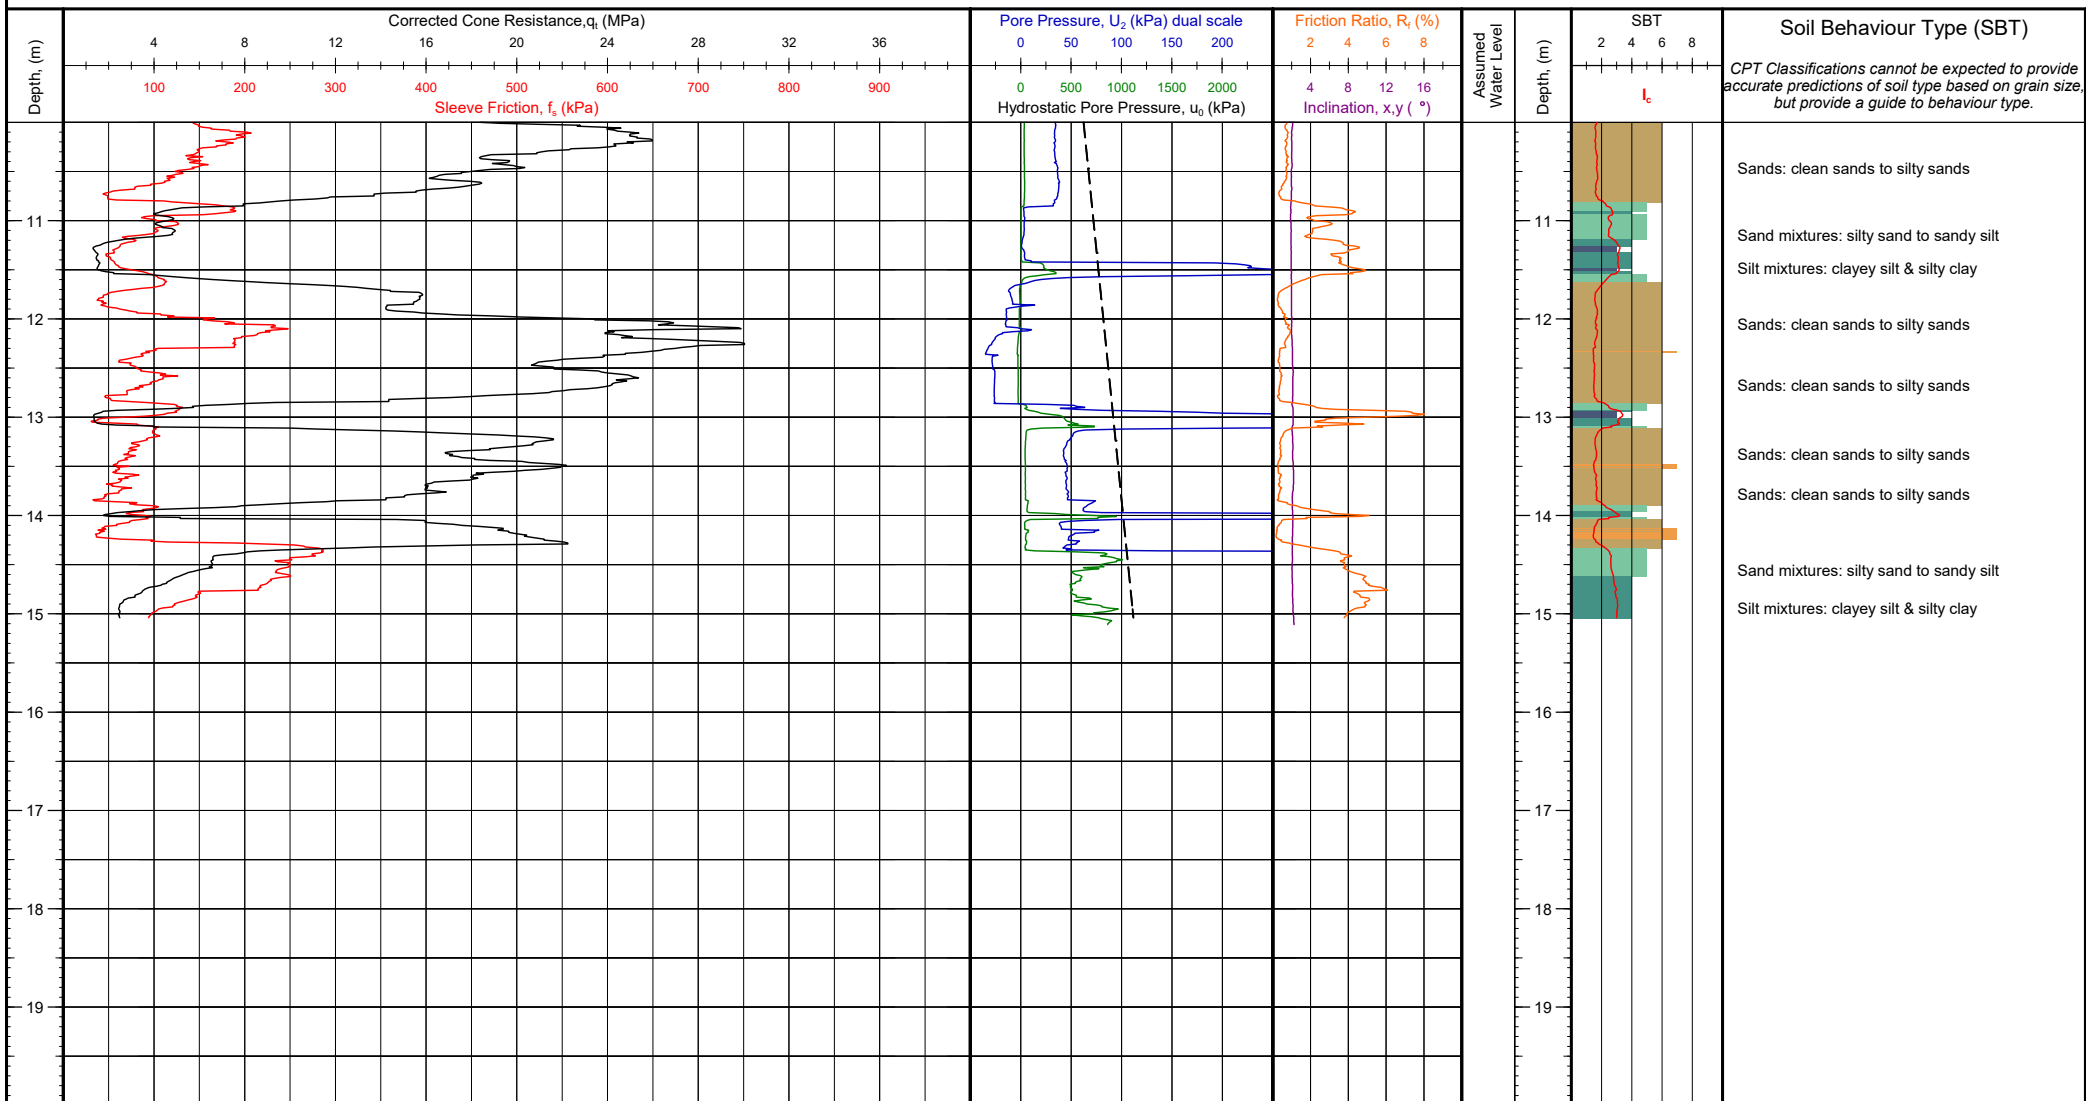 Corrected Cone Resistance,qt (MPa)
4 8 12 16 20 24 28 32 36
100 200 300 400 500 600 700 800 900
Sleeve Friction, fs (kPa)
Depth, (m)
Pore Pressure, U2 (kPa) dual scale
0 50 100 150 200
0 500 1000 1500 2000
Hydrostatic Pore Pressure, u0 (kPa)
Friction Ratio, Rf (%)
2 4 6 8
4 8 12 16
Inclination, x,y ( °)
Assumed
Water Level
Depth, (m)
SBT
2 4 6 8
Ic
Soil Behaviour Type (SBT)
CPT Classifications cannot be expected to provide
accurate predictions of soil type based on grain size,
but provide a guide to behaviour type.
Sands: clean sands to silty sands
11 11
Sand mixtures: silty sand to sandy silt
Silt mixtures: clayey silt & silty clay
12 12
Sands: clean sands to silty sands
Sands: clean sands to silty sands
13 13
Sands: clean sands to silty sands
Sands: clean sands to silty sands
14 14
Sand mixtures: silty sand to sandy silt
Silt mixtures: clayey silt & silty clay
15 15
16 16
17 17
18 18
19 19